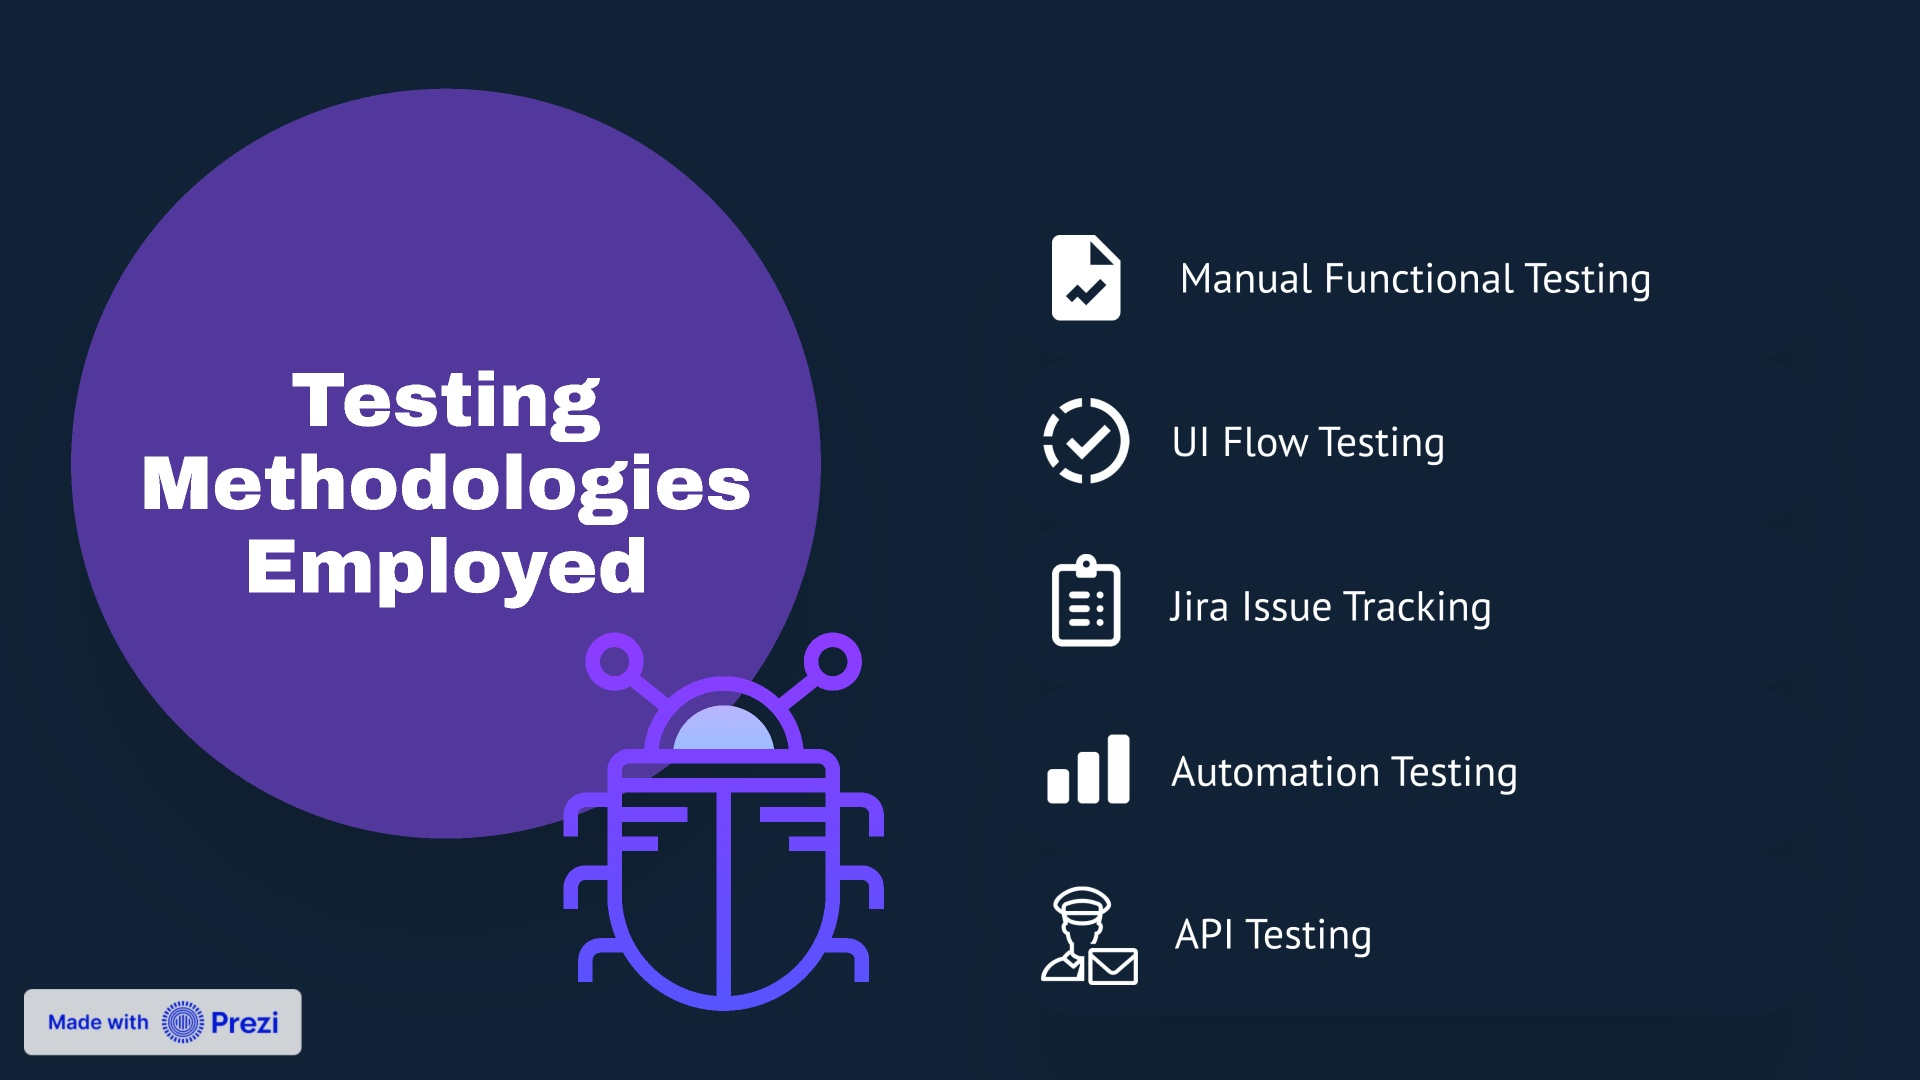 Testing
Methodologies
Employed
Manual Functional Testing
UI Flow Testing
Jira Issue Tracking
Automation Testing
API Testing
Made with Prezi